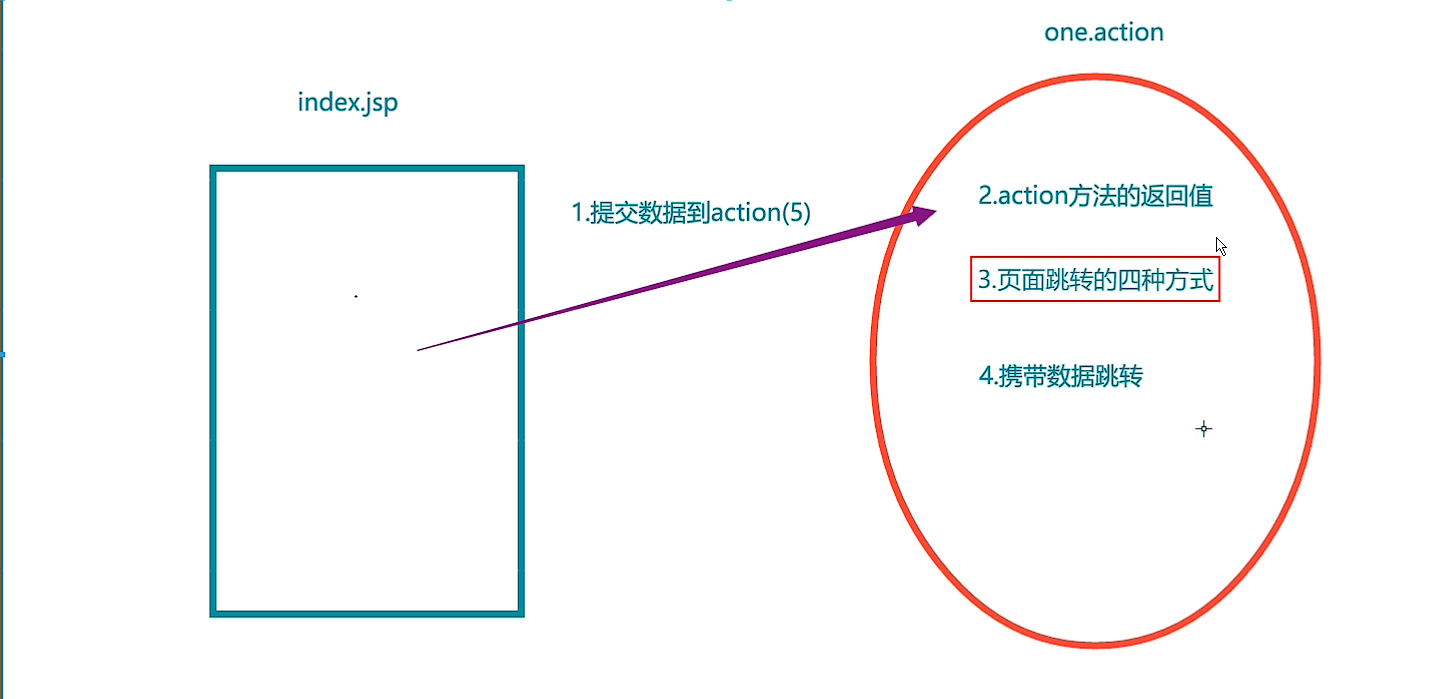 one.action
index.jsp
1.提交数据到action(5)
2.action方法的返回值
3.页面跳转的四种方式
4.携带数据跳转